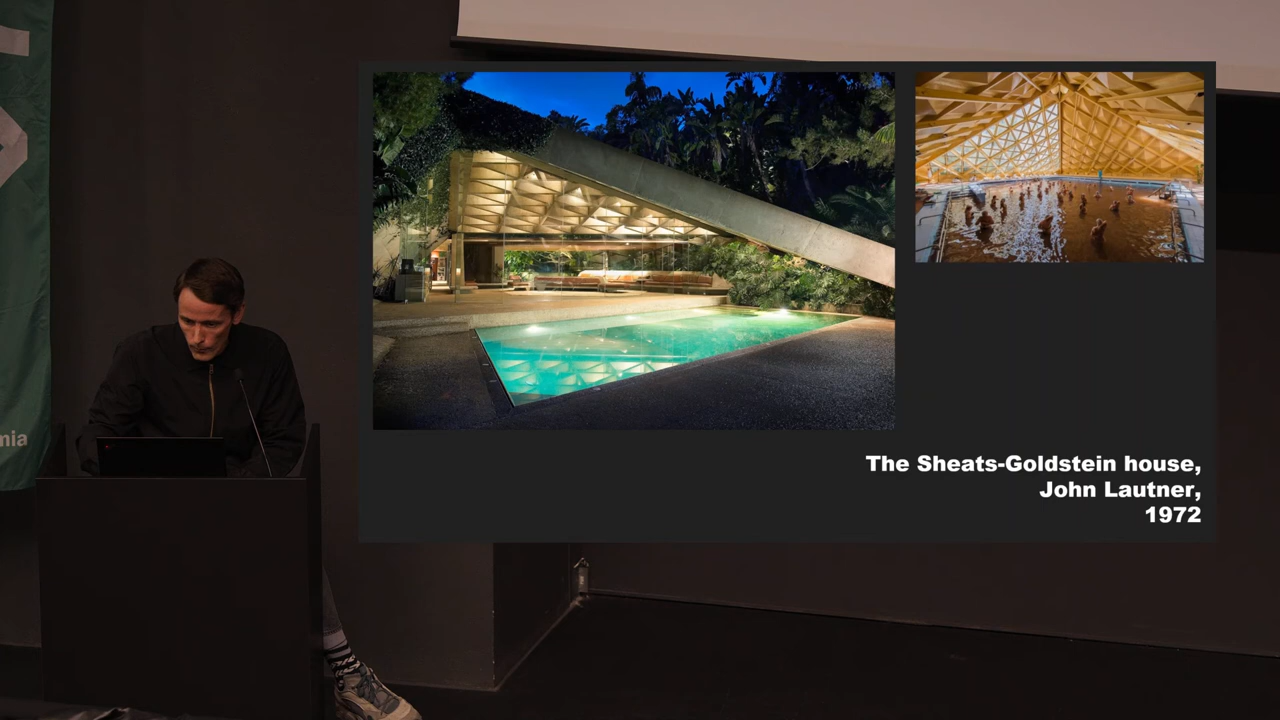 mia
The Sheats-Goldstein house,
John Lautner,
1972